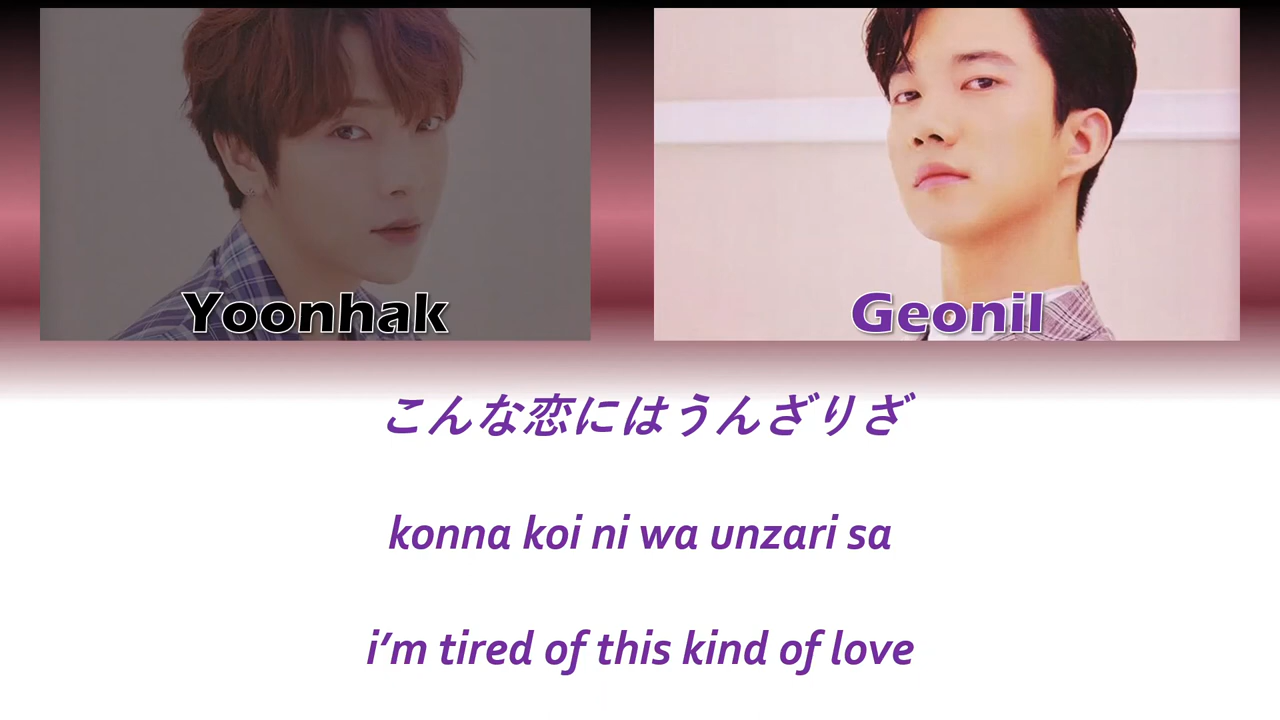 Yoonhak
Geonil
こんな恋にはうんざりざ
konna koi ni wa unzari sa
i’m tired of this kind of love